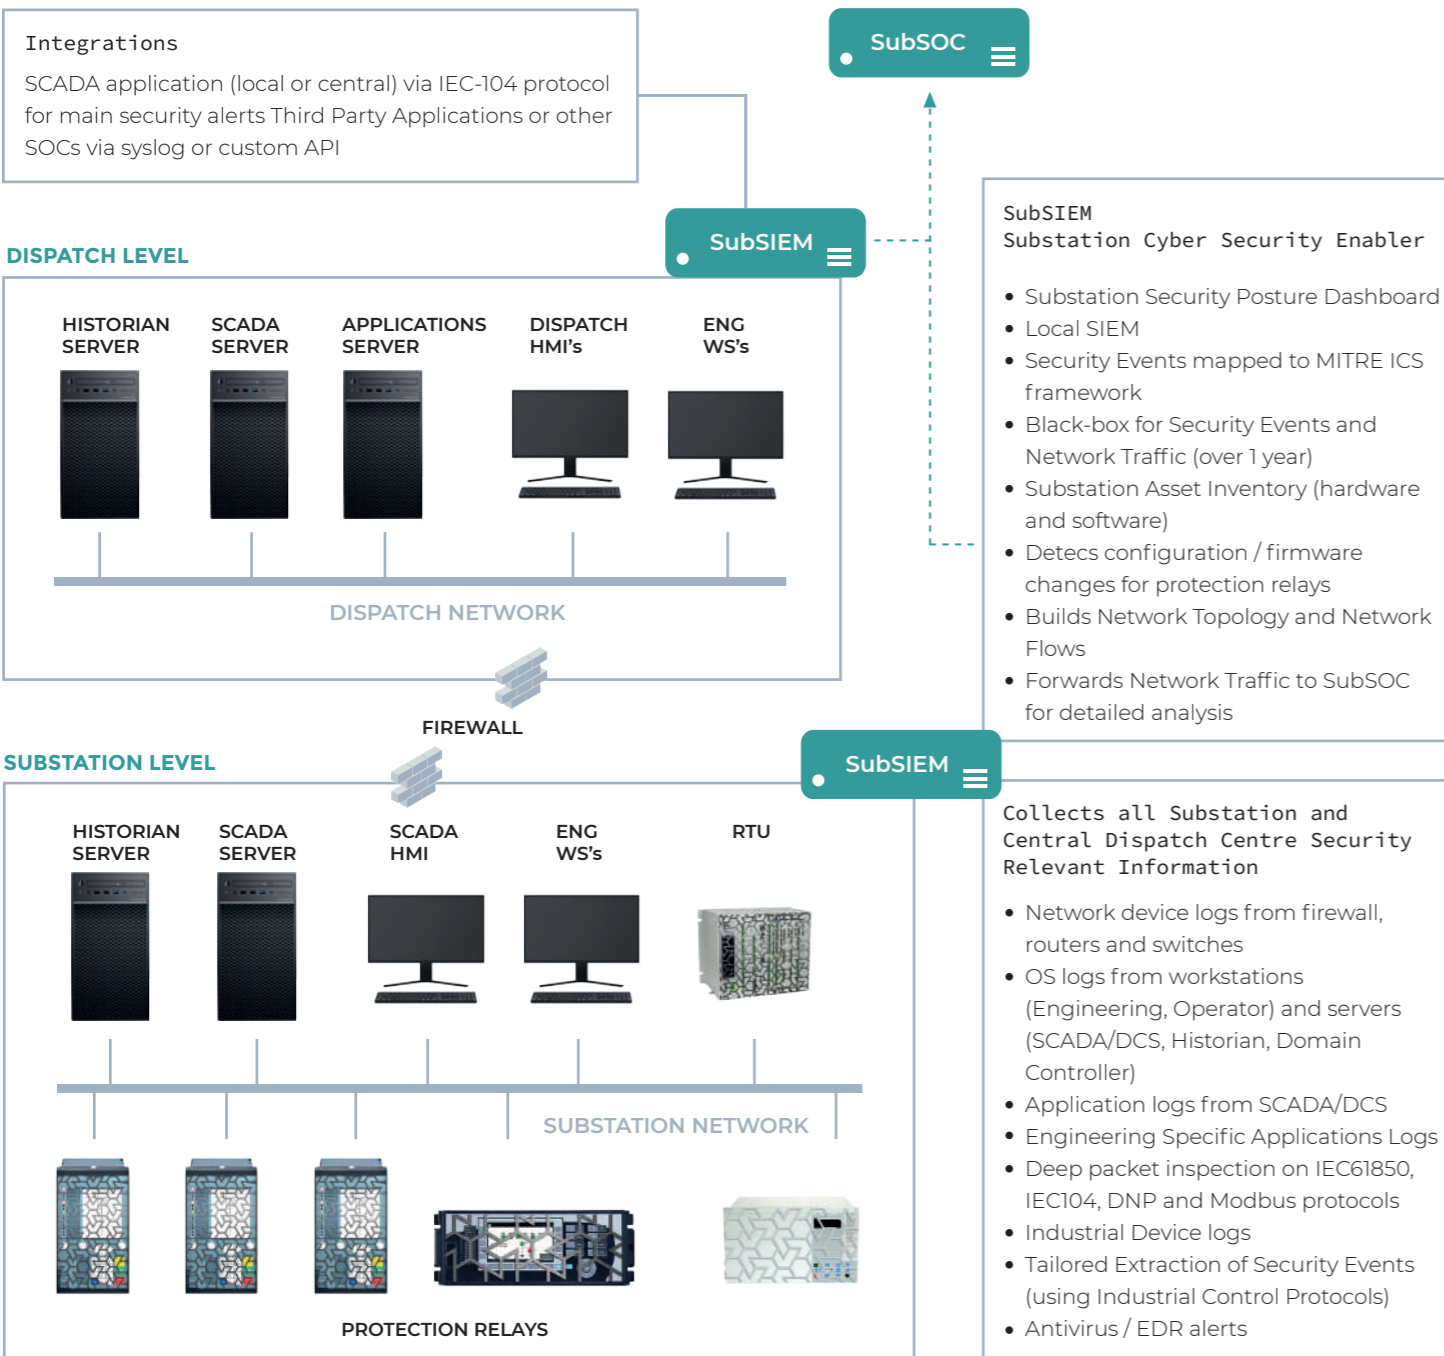 Integrations
SCADA application (local or central) via IEC-104 protocol
for main security alerts Third Party Applications or other
SOCs via syslog or custom API
SubSOC
SubSIEM
DISPATCH LEVEL
HISTORIAN
SERVER
SCADA
SERVER
APPLICATIONS
SERVER
DISPATCH
HMI's
ENG
WS's
DISPATCH NETWORK
FIREWALL
SubSIEM
Substation Cyber Security Enabler
• Substation Security Posture Dashboard
• Local SIEM
• Security Events mapped to MITRE ICS
framework
• Black-box for Security Events and
Network Traffic (over 1 year)
• Substation Asset Inventory (hardware
and software)
• Detecs configuration / firmware
changes for protection relays
• Builds Network Topology and Network
Flows
• Forwards Network Traffic to SubSOC
for detailed analysis
SUBSTATION LEVEL
SubSIEM
HISTORIAN
SERVER
SCADA
SERVER
SCADA
HMI
ENG
WS's
RTU
SUBSTATION NETWORK
PROTECTION RELAYS
Collects all Substation and
Central Dispatch Centre Security
Relevant Information
• Network device logs from firewall,
routers and switches
• OS logs from workstations
(Engineering, Operator) and servers
(SCADA/DCS, Historian, Domain
Controller)
• Application logs from SCADA/DCS
• Engineering Specific Applications Logs
• Deep packet inspection on IEC61850,
IEC104, DNP and Modbus protocols
• Industrial Device logs
• Tailored Extraction of Security Events
(using Industrial Control Protocols)
• Antivirus / EDR alerts